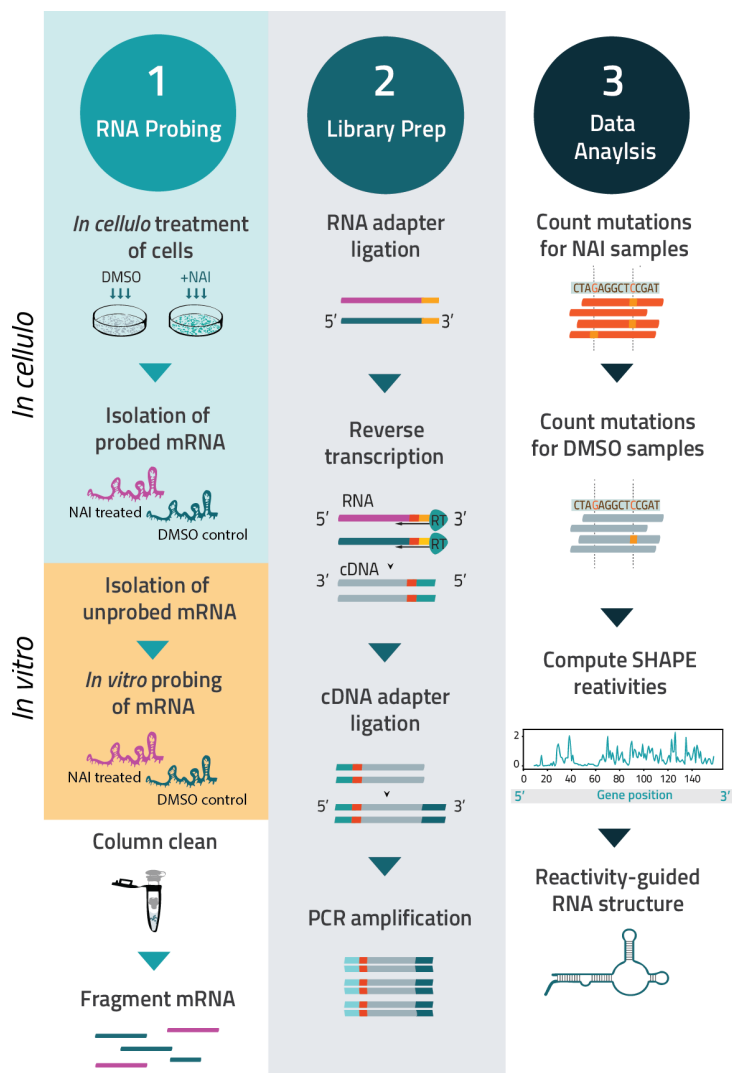 1
RNA Probing
In cellulo
In cellulo treatment
of cells
DMSO
+NAI
Isolation of
probed mRNA
NAI treated
DMSO control
In vitro
Isolation of
unprobed mRNA
In vitro probing
of mRNA
NAI treated
DMSO control
Column clean
Fragment mRNA
2
Library Prep
RNA adapter
ligation
5’ 3’
Reverse
transcription
RNA
5’ RT 3’
RT
cDNA
3’ 5’
cDNA adapter
ligation
5’ 3’
PCR amplification
3
Data
Anaylsis
Count mutations
for NAI samples
CTAGAGGCTCCGAT
Count mutations
for DMSO samples
CTAGAGGCTCCGAT
Compute SHAPE
reativities
2
0
0 20 40 60 80 100 120 140
5’ Gene position 3’
Reactivity-guided
RNA structure